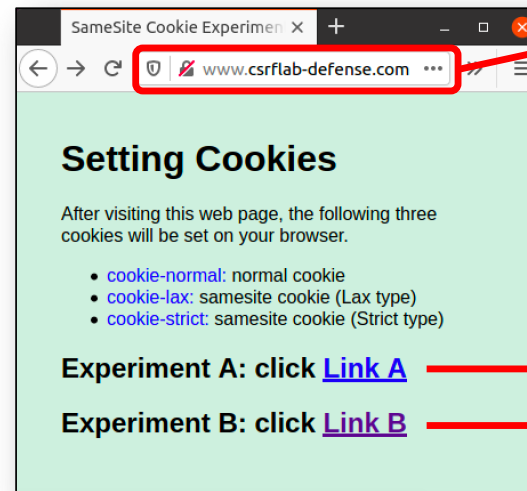 SameSite Cookie Experimen
www.csrflab-defense.com
Setting Cookies
After visiting this web page, the following three
cookies will be set on your browser.
• cookie-normal: normal cookie
• cookie-lax: samesite cookie (Lax type)
• cookie-strict: samesite cookie (Strict type)
Experiment A: click Link A
Experiment B: click Link B